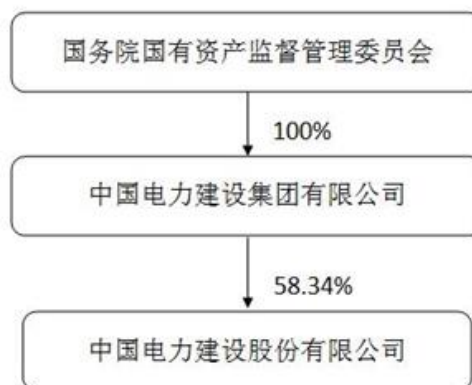 国务院国有资产监督管理委员会
100%
中国电力建设集团有限公司
58.34%
中国电力建设股份有限公司